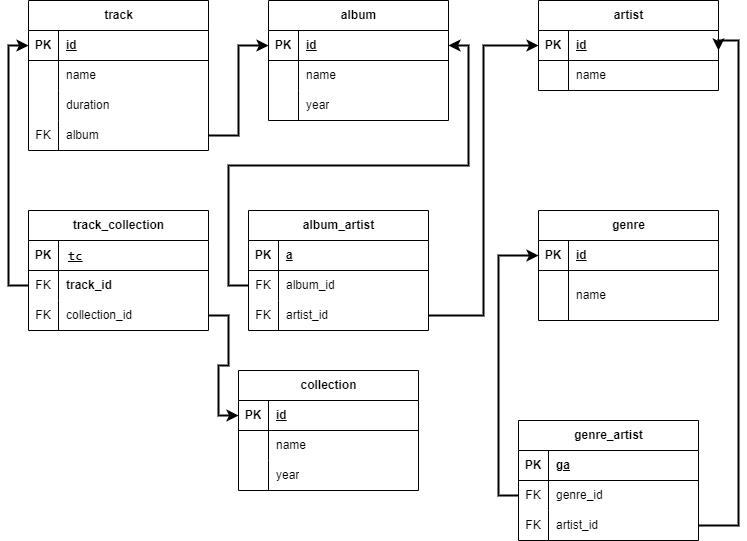 track
PK id
name
duration
FK album
album
PK id
name
year
artist
PK id
name
track_collection
PK tc
FK track_id
FK collection_id
album_artist
PK a
FK album_id
FK artist_id
genre
PK id
name
collection
PK id
name
year
genre_artist
PK ga
FK genre_id
FK artist_id